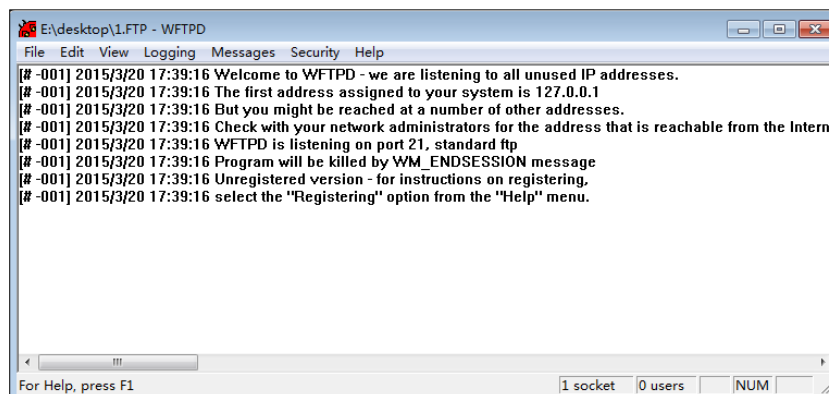 E:\desktop\1.FTP - WFTPD
File Edit View Logging Messages Security Help
[# -001] 2015/3/20 17:39:16 Welcome to WFTPD - we are listening to all unused IP addresses.
[# -001] 2015/3/20 17:39:16 The first address assigned to your system is 127.0.0.1
[# -001] 2015/3/20 17:39:16 But you might be reached at a number of other addresses.
[# -001] 2015/3/20 17:39:16 Check with your network administrators for the address that is reachable from the Intern
[# -001] 2015/3/20 17:39:16 WFTPD is listening on port 21, standard ftp
[# -001] 2015/3/20 17:39:16 Program will be killed by WM_ENDSESSION message
[# -001] 2015/3/20 17:39:16 Unregistered version - for instructions on registering,
[# -001] 2015/3/20 17:39:16 select the "Registering" option from the "Help" menu.
For Help, press F1 1 socket 0 users NUM